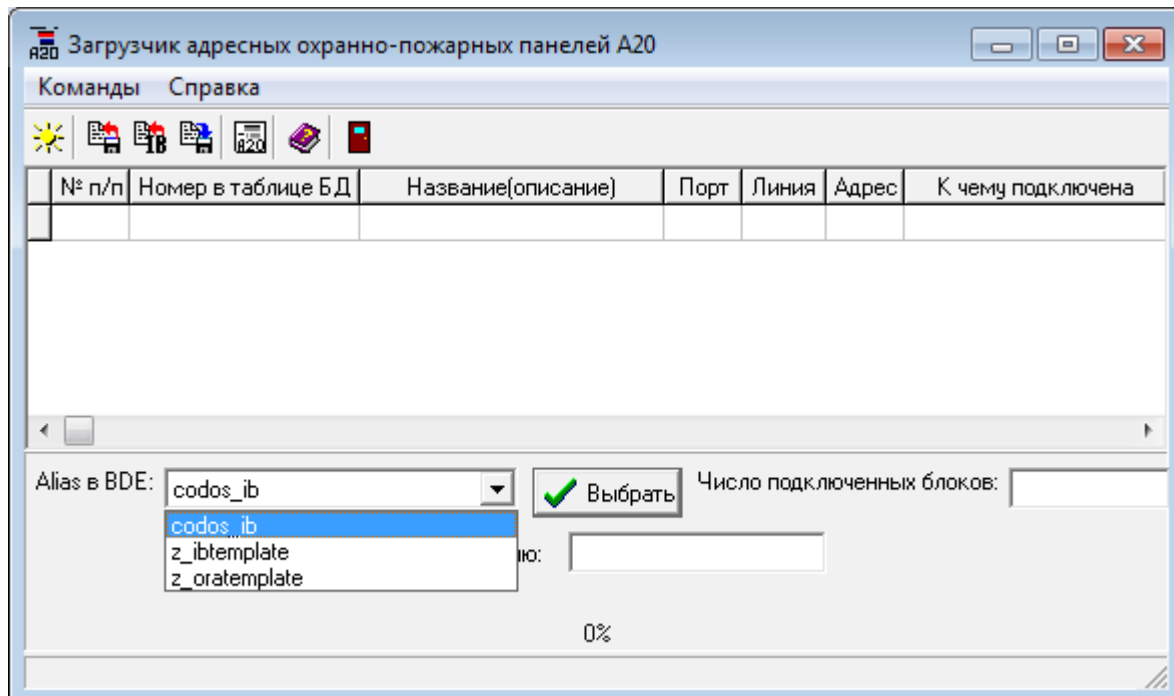 Загрузчик адресных охранно-пожарных панелей А20
Команды Справка
№ п/п Номер в таблице БД Название(описание) Порт Линия Адрес К чему подключена
Alias в BDE: codos_ib Выбрать Число подключенных блоков:
codos_ib
z_ibtemplate
z_oratemplate
ю:
0%